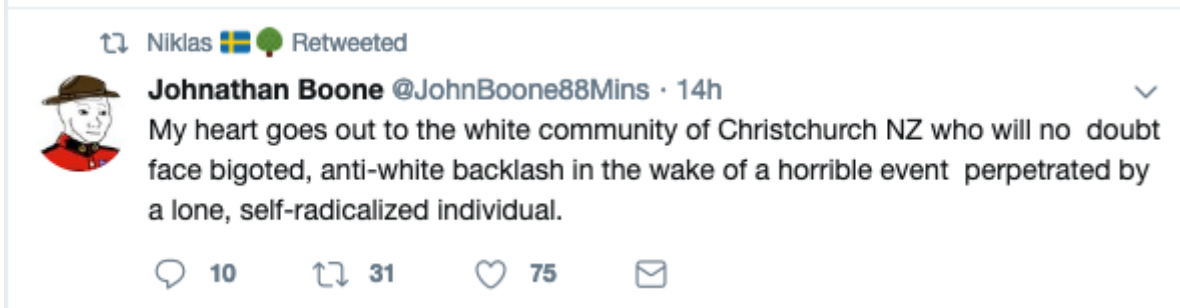 Niklas 🇸🇪🌳 Retweeted
Johnathan Boone @JohnBoone88Mins · 14h
My heart goes out to the white community of Christchurch NZ who will no  doubt
face bigoted, anti-white backlash in the wake of a horrible event  perpetrated by
a lone, self-radicalized individual.
10 31 75